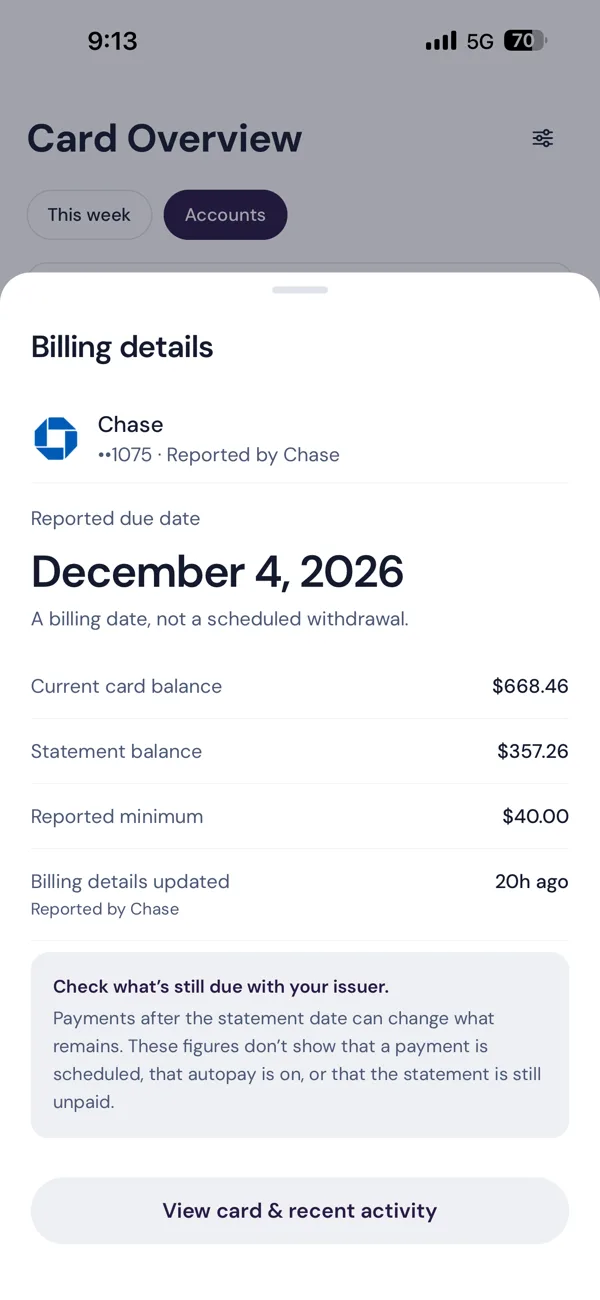 9:13
5G 70
Card Overview
This week
Accounts
Billing details
Chase
••1075 · Reported by Chase
Reported due date
December 4, 2026
A billing date, not a scheduled withdrawal.
Current card balance $668.46
Statement balance $357.26
Reported minimum $40.00
Billing details updated 20h ago
Reported by Chase
Check what’s still due with your issuer.
Payments after the statement date can change what
remains. These figures don’t show that a payment is
scheduled, that autopay is on, or that the statement is still
unpaid.
View card & recent activity